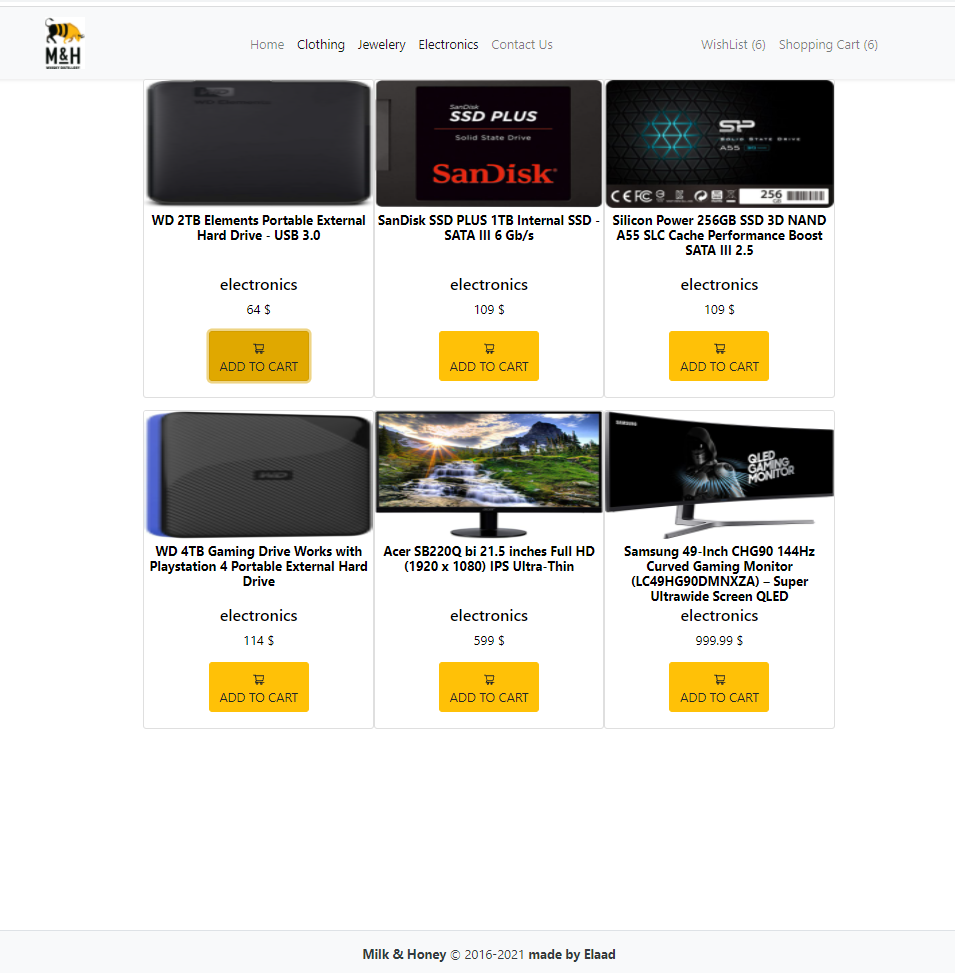 M&H
Home Clothing Jewelery Electronics Contact Us
WishList (6) Shopping Cart (6)
SanDisk
SSD PLUS
Solid State Drive
SanDisk
SP
SOLID STATE DRIVE
A55
256
GB
WD 2TB Elements Portable External
Hard Drive - USB 3.0
SanDisk SSD PLUS 1TB Internal SSD -
SATA III 6 Gb/s
Silicon Power 256GB SSD 3D NAND
A55 SLC Cache Performance Boost
SATA III 2.5
electronics
electronics
electronics
64 $
109 $
109 $
ADD TO CART
ADD TO CART
ADD TO CART
WD
SAMSUNG
QLED
GAMING
MONITOR
WD 4TB Gaming Drive Works with
Playstation 4 Portable External Hard
Drive
Acer SB220Q bi 21.5 inches Full HD
(1920 x 1080) IPS Ultra-Thin
Samsung 49-Inch CHG90 144Hz
Curved Gaming Monitor
(LC49HG90DMNXZA) – Super
Ultrawide Screen QLED
electronics
electronics
electronics
114 $
599 $
999.99 $
ADD TO CART
ADD TO CART
ADD TO CART
Milk & Honey © 2016-2021 made by Elaad